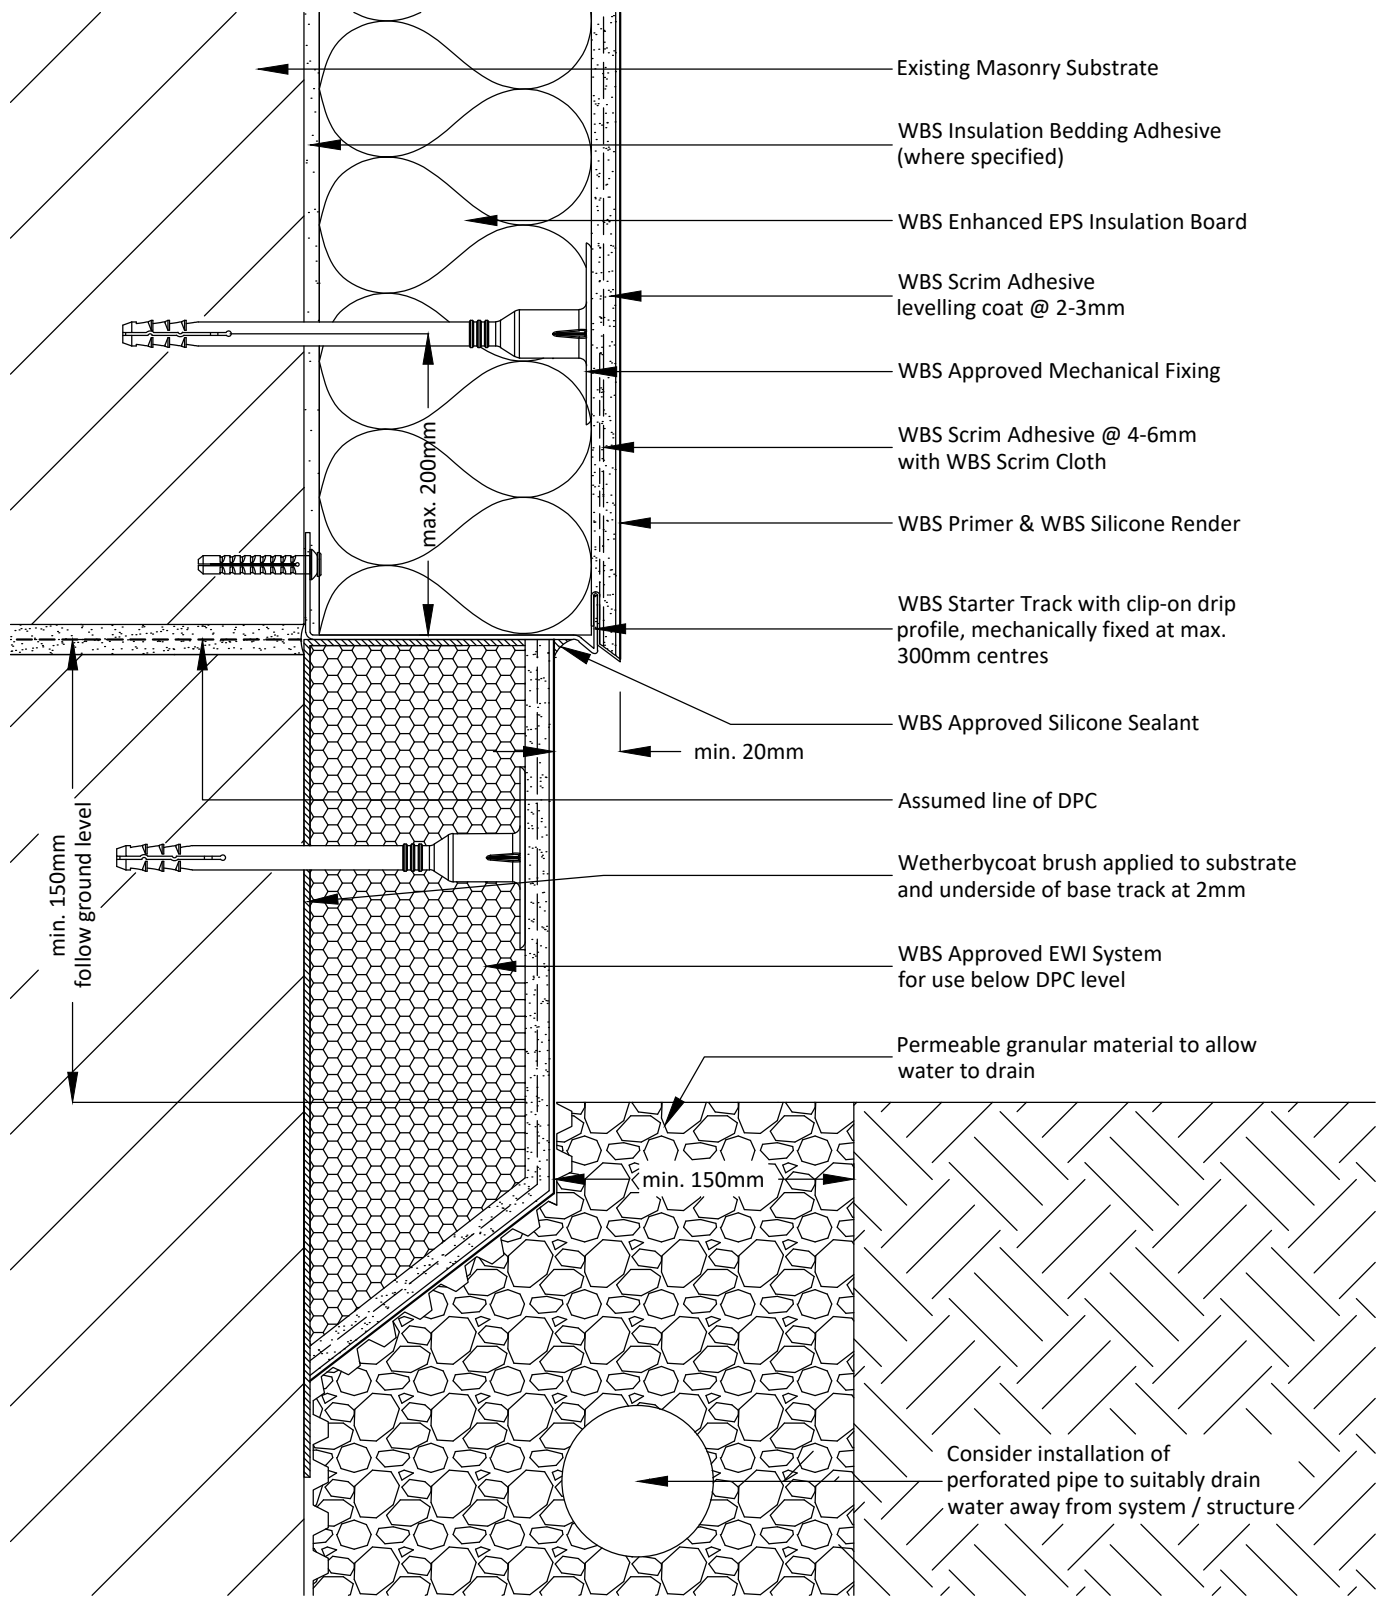 Existing Masonry Substrate
WBS Insulation Bedding Adhesive
(where specified)
WBS Enhanced EPS Insulation Board
WBS Scrim Adhesive
levelling coat @ 2-3mm
WBS Approved Mechanical Fixing
WBS Scrim Adhesive @ 4-6mm
with WBS Scrim Cloth
max. 200mm
WBS Primer & WBS Silicone Render
WBS Starter Track with clip-on drip
profile, mechanically fixed at max.
300mm centres
WBS Approved Silicone Sealant
min. 20mm
Assumed line of DPC
min. 150mm
follow ground level
Wetherbycoat brush applied to substrate
and underside of base track at 2mm
WBS Approved EWI System
for use below DPC level
Permeable granular material to allow
water to drain
min. 150mm
Consider installation of
perforated pipe to suitably drain
water away from system / structure